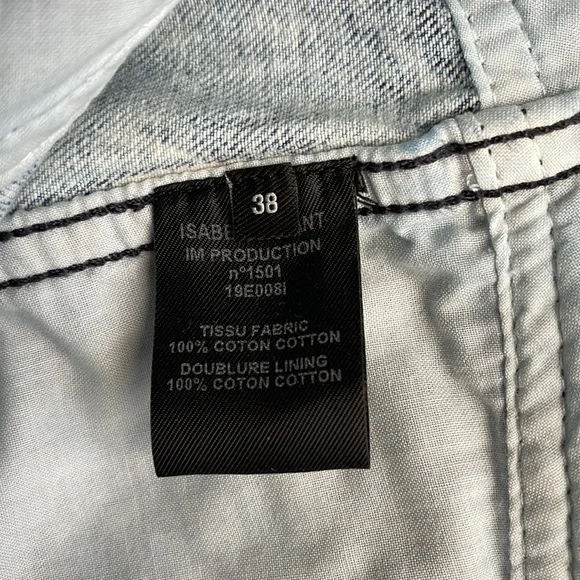 38
IM PRODUCTION
n°1501
19E008I
TISSU FABRIC
100% COTON COTTON
DOUBLURE LINING
100% COTON COTTON